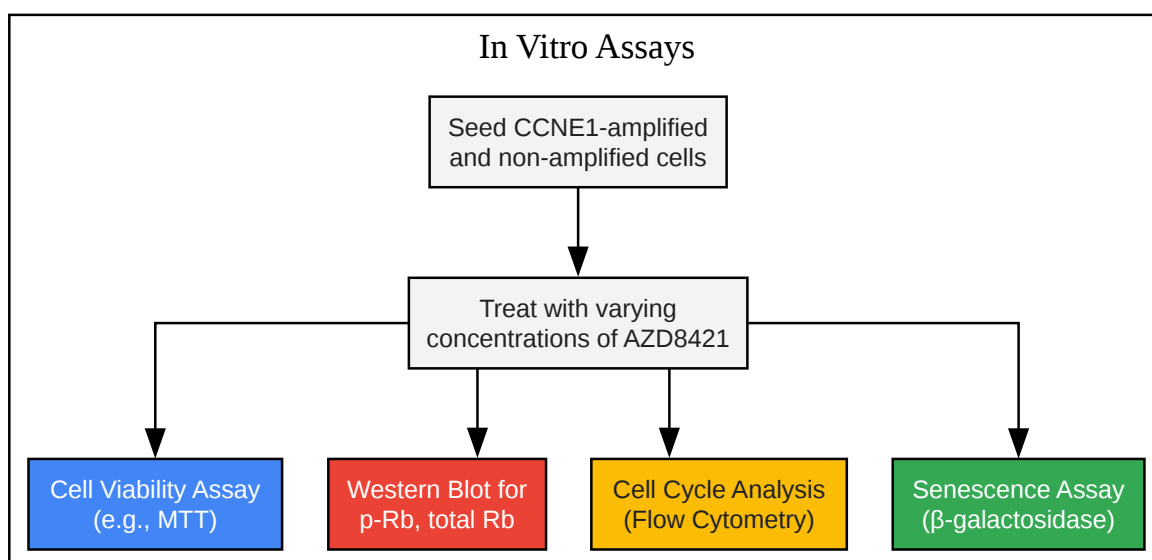 In Vitro Assays
Seed CCNE1-amplified
and non-amplified cells
Treat with varying
concentrations of AZD8421
Cell Viability Assay
(e.g., MTT)
Western Blot for
p-Rb, total Rb
Cell Cycle Analysis
(Flow Cytometry)
Senescence Assay
(β-galactosidase)